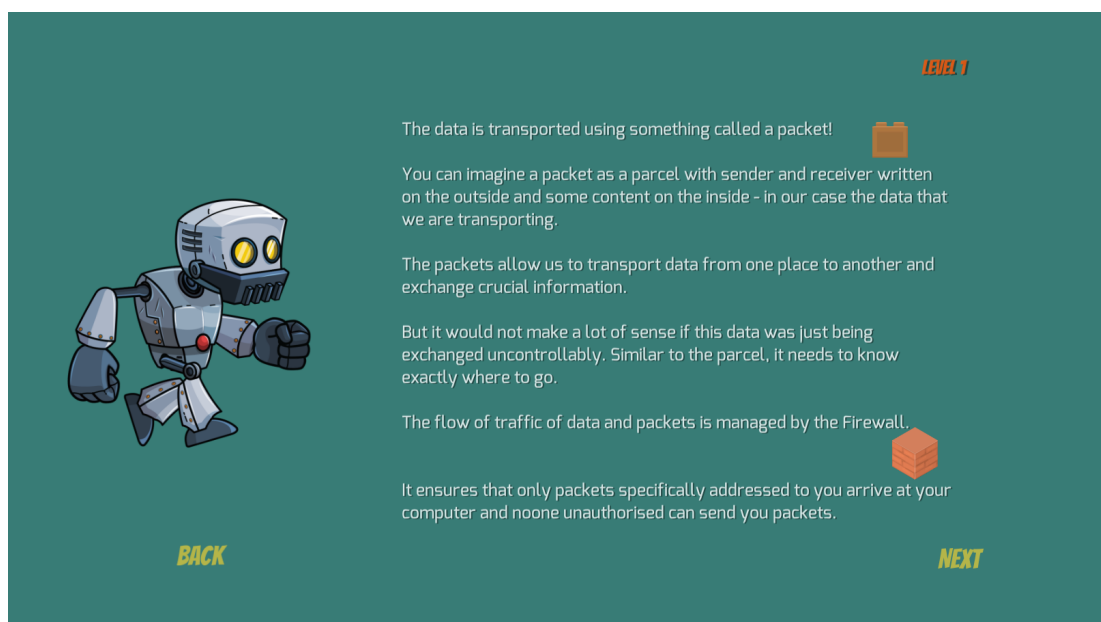 LEVEL 1
The data is transported using something called a packet!
You can imagine a packet as a parcel with sender and receiver written
on the outside and some content on the inside - in our case the data that
we are transporting.
The packets allow us to transport data from one place to another and
exchange crucial information.
But it would not make a lot of sense if this data was just being
exchanged uncontrollably. Similar to the parcel, it needs to know
exactly where to go.
The flow of traffic of data and packets is managed by the Firewall.
It ensures that only packets specifically addressed to you arrive at your
computer and noone unauthorised can send you packets.
BACK
NEXT